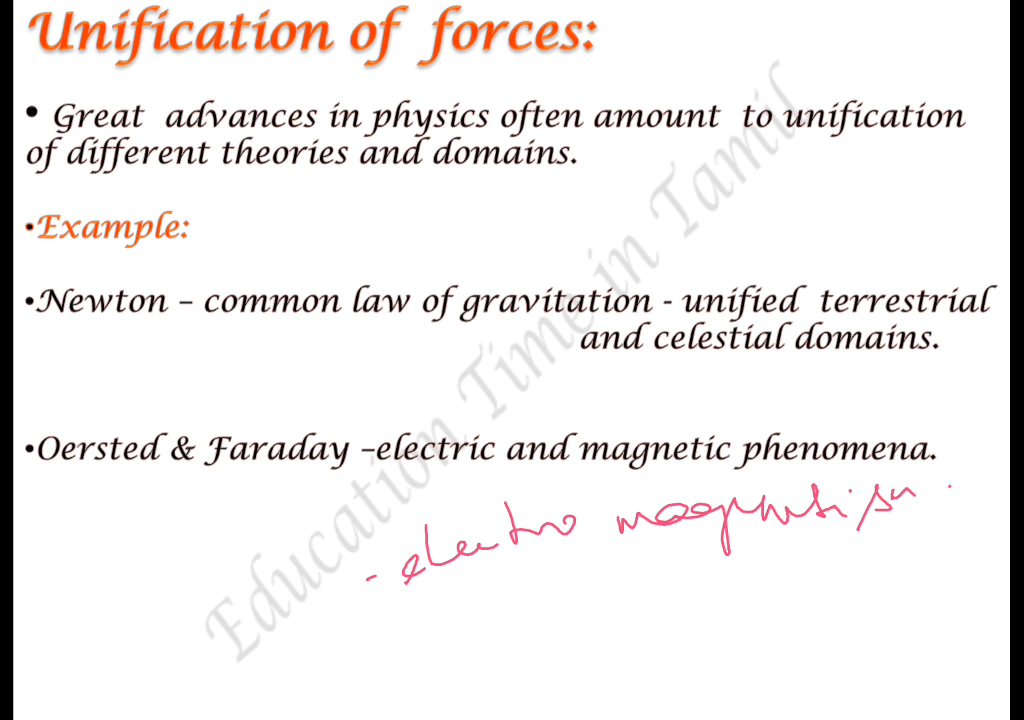 Unification of forces:
• Great advances in physics often amount to unification
of different theories and domains.
•Example:
•Newton – common law of gravitation - unified terrestrial
and celestial domains.
•Oersted & Faraday –electric and magnetic phenomena.
- electro magnetism .
Education Time in Tamil